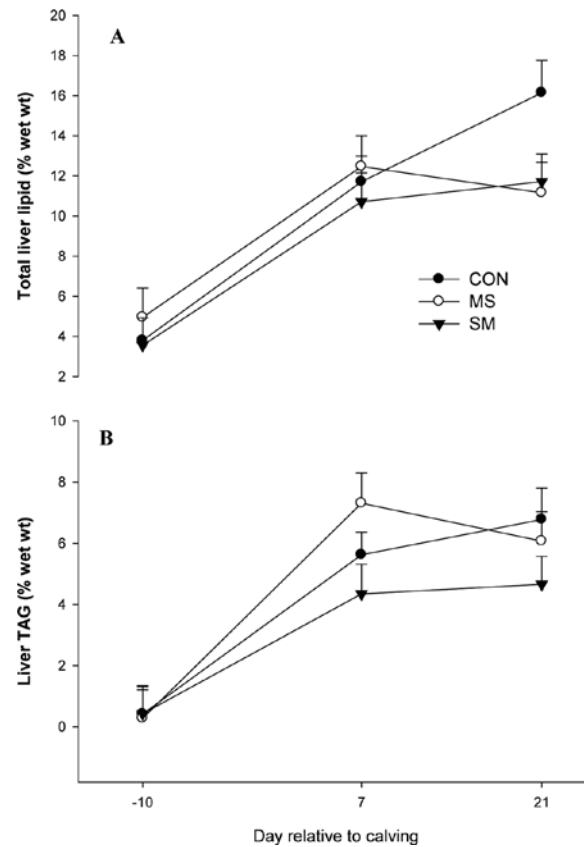 A
Total liver lipid (% wet wt)
20
18
16
14
12
10
8
6
4
2
CON
MS
SM
B
Liver TAG (% wet wt)
10
8
6
4
2
0
-10 7 21
Day relative to calving